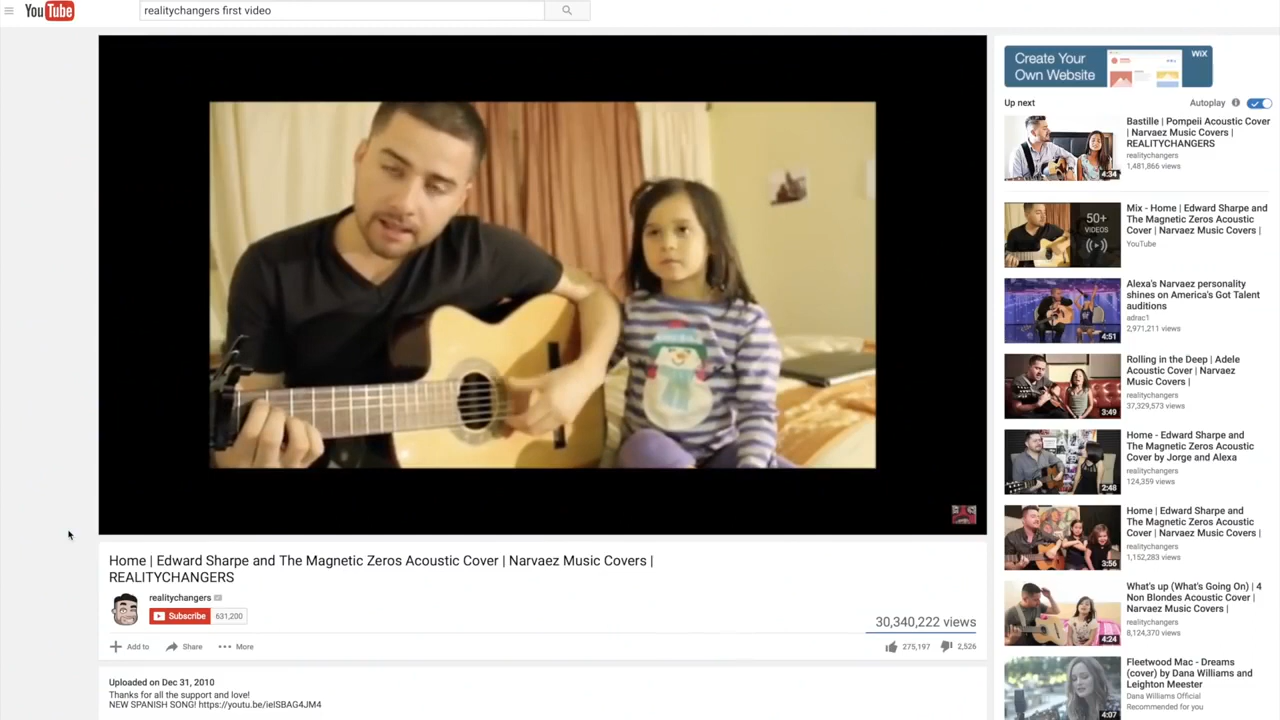 YouTube
realitychangers first video
Create Your
Own Website
WiX
Up next
Autoplay
Bastille | Pompeii Acoustic Cover
| Narvaez Music Covers |
REALITYCHANGERS
realitychangers
1,481,866 views
4:34
Mix - Home | Edward Sharpe and
The Magnetic Zeros Acoustic
Cover | Narvaez Music Covers |
YouTube
50+
VIDEOS
Alexa's Narvaez personality
shines on America's Got Talent
auditions
adrac1
2,971,211 views
4:51
Rolling in the Deep | Adele
Acoustic Cover | Narvaez
Music Covers |
realitychangers
37,329,573 views
3:49
Home - Edward Sharpe and
The Magnetic Zeros Acoustic
Cover by Jorge and Alexa
realitychangers
124,359 views
2:48
Home | Edward Sharpe and
The Magnetic Zeros Acoustic
Cover | Narvaez Music Covers |
realitychangers
1,152,283 views
3:56
What's up (What's Going On) | 4
Non Blondes Acoustic Cover |
Narvaez Music Covers |
realitychangers
8,124,370 views
4:24
Fleetwood Mac - Dreams
(cover) by Dana Williams and
Leighton Meester
Dana Williams Official
Recommended for you
4:07
Home | Edward Sharpe and The Magnetic Zeros Acoustic Cover | Narvaez Music Covers |
REALITYCHANGERS
realitychangers
Subscribe 631,200
30,340,222 views
Add to Share More
275,197 2,526
Uploaded on Dec 31, 2010
Thanks for all the support and love!
NEW SPANISH SONG! https://youtu.be/ieISBAG4JM4